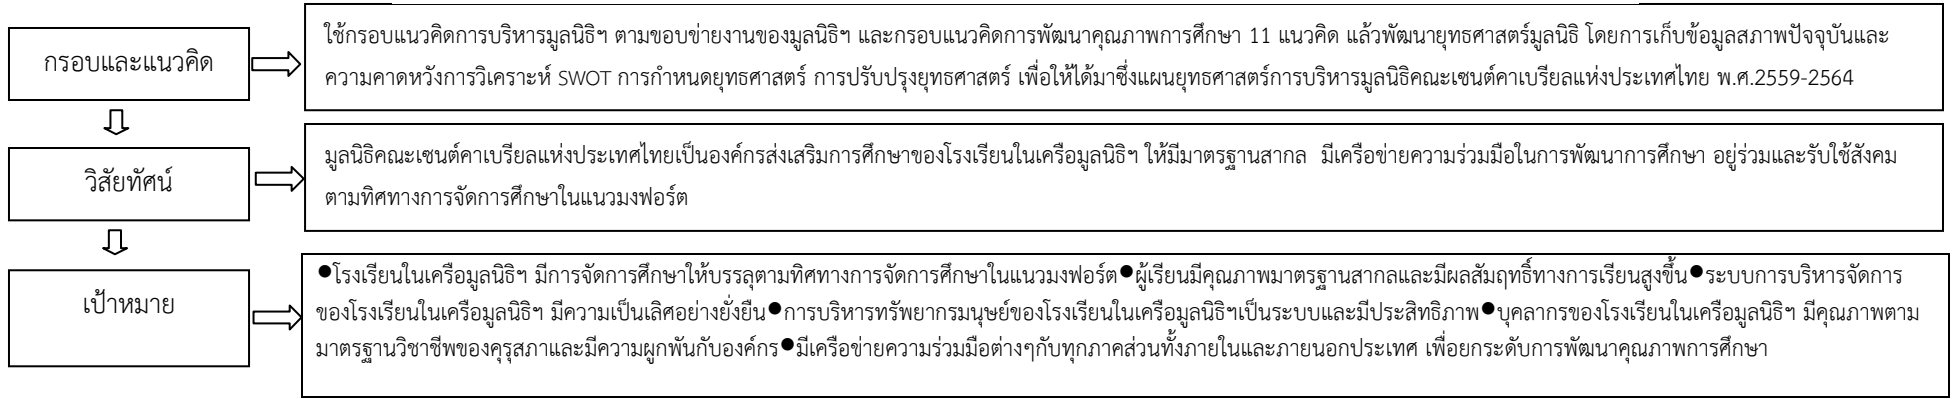 กรอบและแนวคิด
ใช้กรอบแนวคิดการบริหารมูลนิธิฯ ตามขอบข่ายงานของมูลนิธิฯ และกรอบแนวคิดการพัฒนาคุณภาพการศึกษา 11 แนวคิด แล้วพัฒนายุทธศาสตร์มูลนิธิ โดยการเก็บข้อมูลสภาพปัจจุบันและ
ความคาดหวังการวิเคราะห์ SWOT การกำหนดยุทธศาสตร์ การปรับปรุงยุทธศาสตร์ เพื่อให้ได้มาซึ่งแผนยุทธศาสตร์การบริหารมูลนิธิคณะเซนต์คาเบรียลแห่งประเทศไทย พ.ศ.2559-2564
วิสัยทัศน์
มูลนิธิคณะเซนต์คาเบรียลแห่งประเทศไทยเป็นองค์กรส่งเสริมการศึกษาของโรงเรียนในเครือมูลนิธิฯ ให้มีมาตรฐานสากล  มีเครือข่ายความร่วมมือในการพัฒนาการศึกษา อยู่ร่วมและรับใช้สังคม
ตามทิศทางการจัดการศึกษาในแนวมงฟอร์ต
เป้าหมาย
●โรงเรียนในเครือมูลนิธิฯ มีการจัดการศึกษาให้บรรลุตามทิศทางการจัดการศึกษาในแนวมงฟอร์ต●ผู้เรียนมีคุณภาพมาตรฐานสากลและมีผลสัมฤทธิ์ทางการเรียนสูงขึ้น●ระบบการบริหารจัดการ
ของโรงเรียนในเครือมูลนิธิฯ มีความเป็นเลิศอย่างยั่งยืน●การบริหารทรัพยากรมนุษย์ของโรงเรียนในเครือมูลนิธิฯเป็นระบบและมีประสิทธิภาพ●บุคลากรของโรงเรียนในเครือมูลนิธิฯ มีคุณภาพตาม
มาตรฐานวิชาชีพของคุรุสภาและมีความผูกพันกับองค์กร●มีเครือข่ายความร่วมมือต่างๆกับทุกภาคส่วนทั้งภายในและภายนอกประเทศ เพื่อยกระดับการพัฒนาคุณภาพการศึกษา